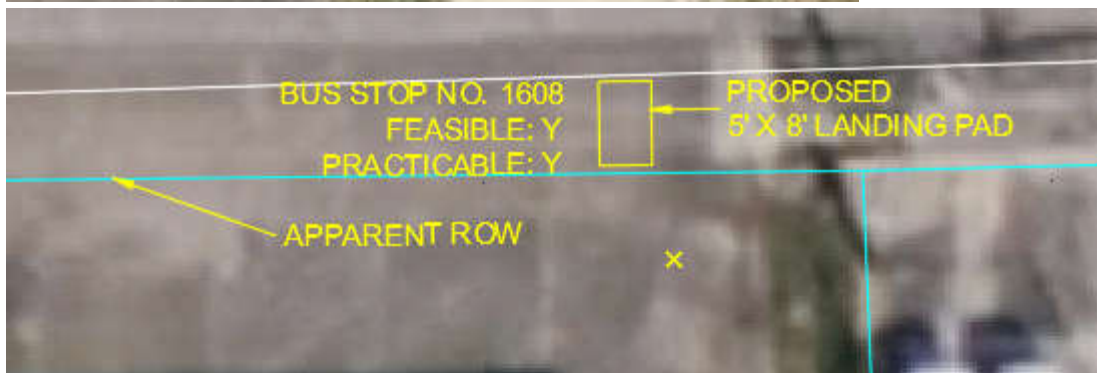 BUS STOP NO. 1608
FEASIBLE: Y
PRACTICABLE: Y
PROPOSED
5' X 8' LANDING PAD
APPARENT ROW